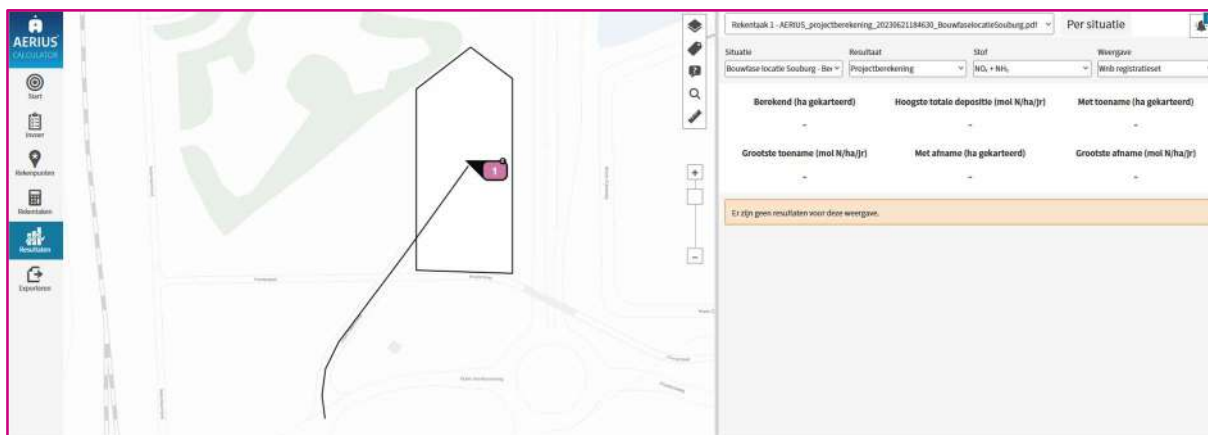 AERIUS
CALCULATOR
Start
Invoer
Rekenpunten
Rekentaken
Resultaten
Exporteren
1
Rekentaak 1 - AERIUS_projectberekening_20230621184630_BouwfaselocatieSouburg.pdf
Per situatie
Situatie
Resultaat
Stof
Weergave
Bouwfase locatie Souburg - Ber
Projectberekening
NOₓ + NH₃
Wnb registratieset
Berekend (ha gekarteerd)
Hoogste totale depositie (mol N/ha/jr)
Met toename (ha gekarteerd)
-
-
-
Grootste toename (mol N/ha/jr)
Met afname (ha gekarteerd)
Grootste afname (mol N/ha/jr)
-
-
-
Er zijn geen resultaten voor deze weergave.